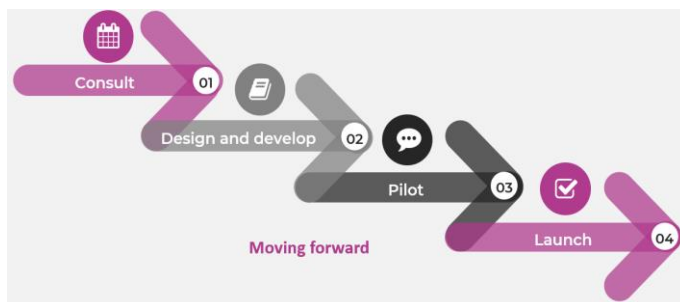 Consult 01
Design and develop 02
Pilot 03
Launch 04
Moving forward